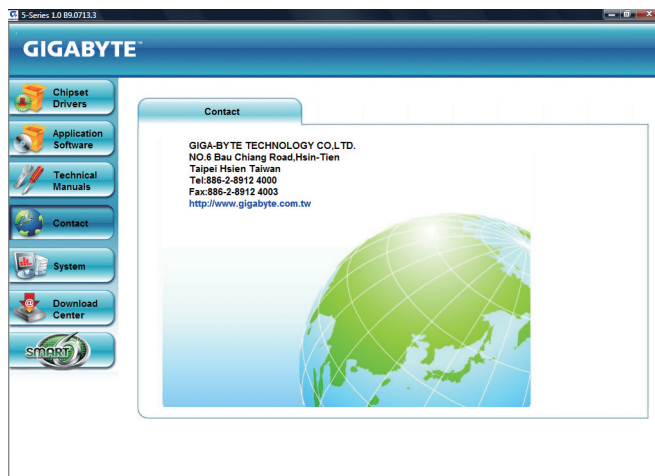 5-Series 1.0 B9.0713.3
GIGABYTE™
Chipset
Drivers
Application
Software
Technical
Manuals
Contact
System
Download
Center
SMART6
Contact
GIGA-BYTE TECHNOLOGY CO,LTD.
NO.6 Bau Chiang Road,Hsin-Tien
Taipei Hsien Taiwan
Tel:886-2-8912 4000
Fax:886-2-8912 4003
http://www.gigabyte.com.tw